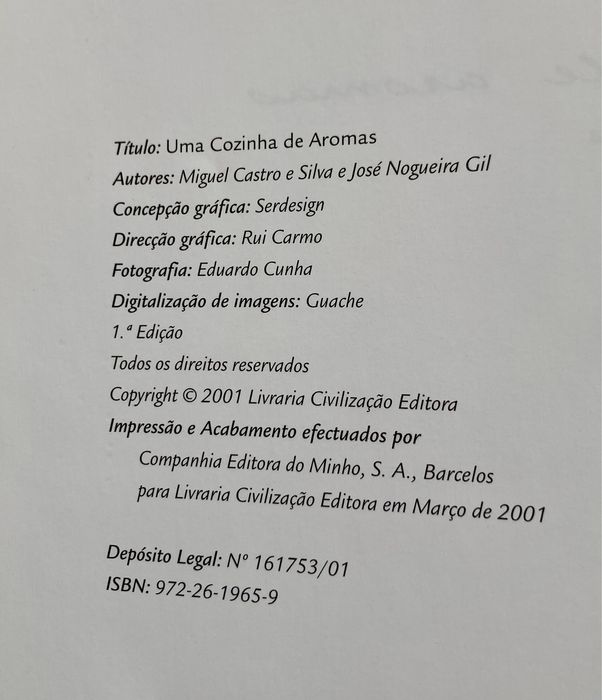 Título: Uma Cozinha de Aromas
Autores: Miguel Castro e Silva e José Nogueira Gil
Concepção gráfica: Serdesign
Direcção gráfica: Rui Carmo
Fotografia: Eduardo Cunha
Digitalização de imagens: Guache
1.ª Edição
Todos os direitos reservados
Copyright © 2001 Livraria Civilização Editora
Impressão e Acabamento efectuados por
Companhia Editora do Minho, S. A., Barcelos
para Livraria Civilização Editora em Março de 2001
Depósito Legal: Nº 161753/01
ISBN: 972-26-1965-9